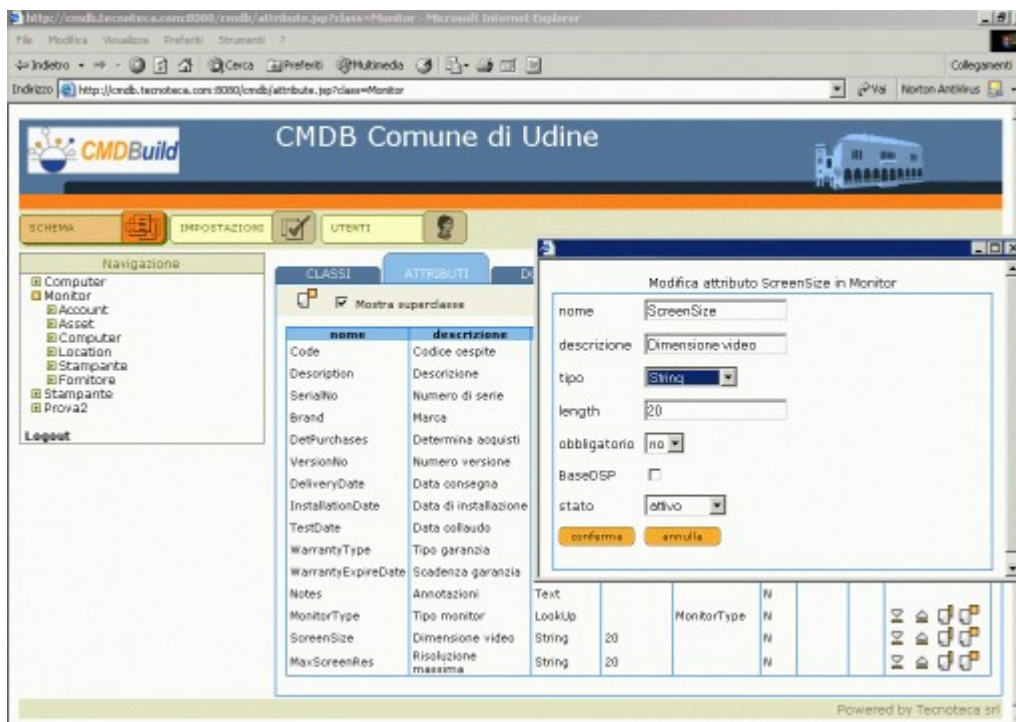 http://cmdb.tecnoteca.com:8080/cmdb/attribute.jsp?class=Monitor - Microsoft Internet Explorer
File Modifica Visualizza Preferiti Strumenti ?
Indietro Cerca Preferiti Multimedia Collegamenti
Indirizzo http://cmdb.tecnoteca.com:8080/cmdb/attribute.jsp?class=Monitor Vai Norton AntiVirus
CMDBuild
CMDB Comune di Udine
SCHEMA IMPOSTAZIONI UTENTI
Navigazione
Computer
Monitor
Account
Asset
Computer
Location
Stampante
Fornitore
Stampante
Prova2
Logout
CLASSI ATTRIBUTI DO
Mostra superclasse
nome descrizione
Code Codice cespite
Description Descrizione
SerialNo Numero di serie
Brand Marca
DetPurchases Determina acquisti
VersionNo Numero versione
DeliveryDate Data consegna
InstallationDate Data di installazione
TestDate Data collaudo
WarrantyType Tipo garanzia
WarrantyExpireDate Scadenza garanzia
Notes Annotazioni Text N
MonitorType Tipo monitor LookUp MonitorType N
ScreenSize Dimensione video String 20 N
MaxScreenRes Risoluzione massima String 20 N
Modifica attributo ScreenSize in Monitor
nome ScreenSize
descrizione Dimensione video
tipo String
length 20
obbligatorio no
BaseDSP
stato attivo
conferma annulla
Powered by Tecnoteca srl